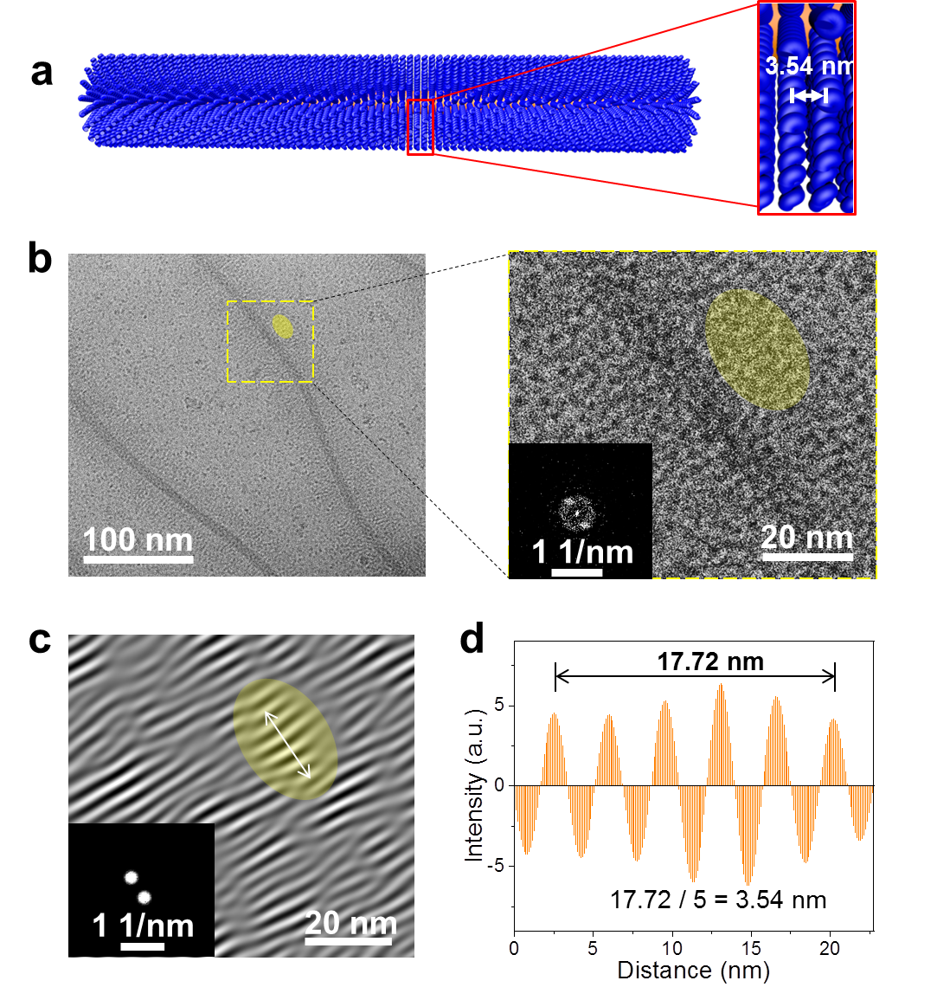 a
3.54 nm
b
100 nm
1 1/nm
20 nm
c
1 1/nm
20 nm
d
17.72 nm
17.72 / 5 = 3.54 nm
Intensity (a.u.)
5
0
-5
0 5 10 15 20
Distance (nm)